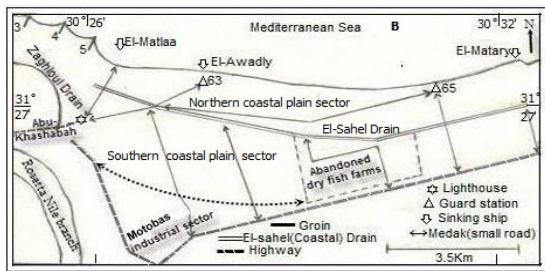 30° 26'
Mediterranean Sea
B
30° 32'
N
3
4
5
El-Matlaa
El-Awadly
El-Matary
63
65
Zaghloul Drain
31°
27
Northern coastal plain sector
31°
27
Abu-
Khashabah
El-Sahel Drain
Southern coastal plain sector
Abandoned
dry fish farms
Rosetta Nile branch
Motobas
industrial sector
Lighthouse
Guard station
Sinking ship
Medak(small road)
Groin
El-sahel(Coastal) Drain
Highway
3.5Km